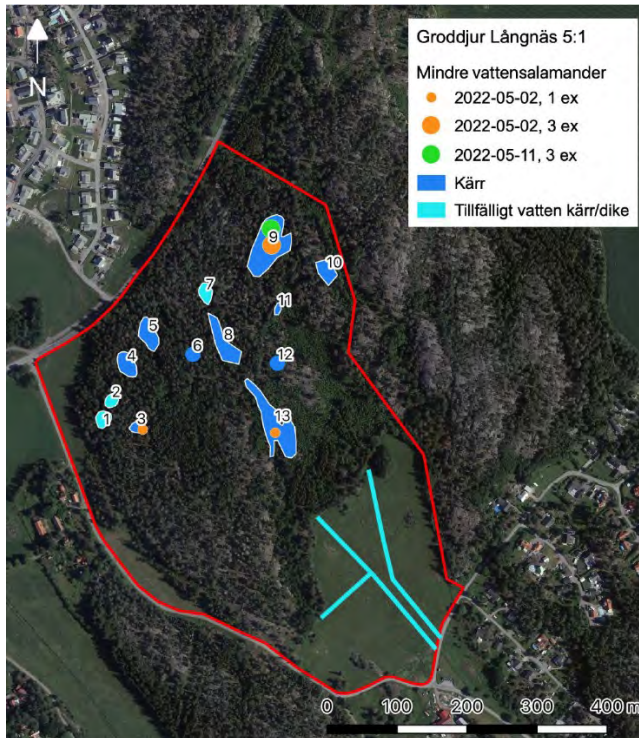 Groddjur Långnäs 5:1
Mindre vattensalamander
2022-05-02, 1 ex
2022-05-02, 3 ex
2022-05-11, 3 ex
Kärr
Tillfälligt vatten kärr/dike
N
9
10
7
11
5
8
6
12
4
2
1
3
13
0 100 200 300 400 m